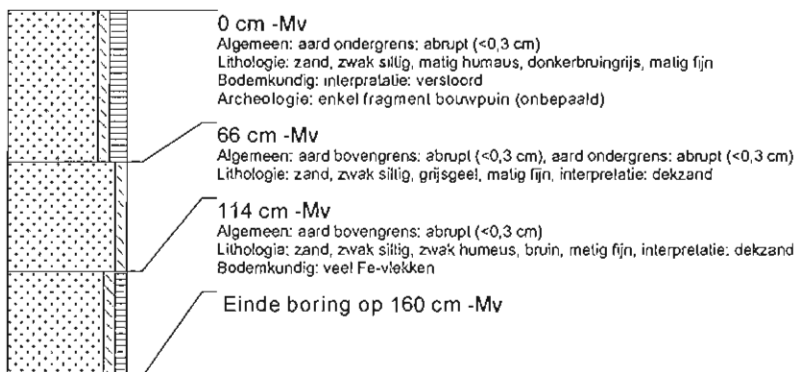 0 cm -Mv
Algemeen: aard ondergrens: abrupt (<0,3 cm)
Lithologie: zand, zwak siltig, matig humeus, donkerbruingrijs, matig fijn
Bodemkundig: interpretatie: verstoord
Archeologie: enkel fragment bouwpuin (onbepaald)
66 cm -Mv
Algemeen: aard bovengrens: abrupt (<0,3 cm), aard ondergrens: abrupt (<0,3 cm)
Lithologie: zand, zwak siltig, grijsgeel, matig fijn, interpretatie: dekzand
114 cm -Mv
Algemeen: aard bovengrens: abrupt (<0,3 cm)
Lithologie: zand, zwak siltig, zwak humeus, bruin, matig fijn, interpretatie: dekzand
Bodemkundig: veel Fe-vlekken
Einde boring op 160 cm -Mv